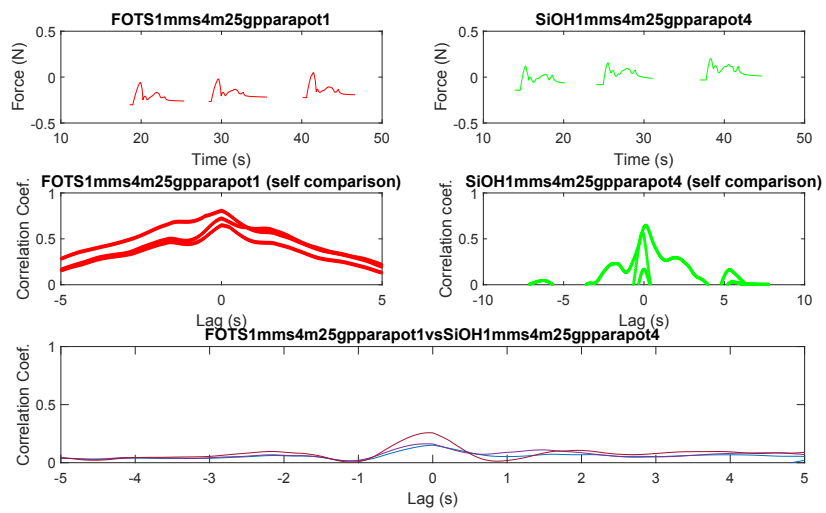 FOTS1mms4m25gpparapot1
Force (N)
0.5
0
-0.5
10
20
30
40
50
Time (s)
SiOH1mms4m25gpparapot4
Force (N)
0.5
0
-0.5
10
20
30
40
50
Time (s)
FOTS1mms4m25gpparapot1 (self comparison)
Correlation Coef.
1
0.5
0
-5
0
5
Lag (s)
SiOH1mms4m25gpparapot4 (self comparison)
Correlation coef.
1
0.5
0
-10
-5
0
5
10
Lag (s)
FOTS1mms4m25gpparapot1vsSiOH1mms4m25gpparapot4
Correlation Coef.
1
0.5
0
-5
-4
-3
-2
-1
0
1
2
3
4
5
Lag (s)